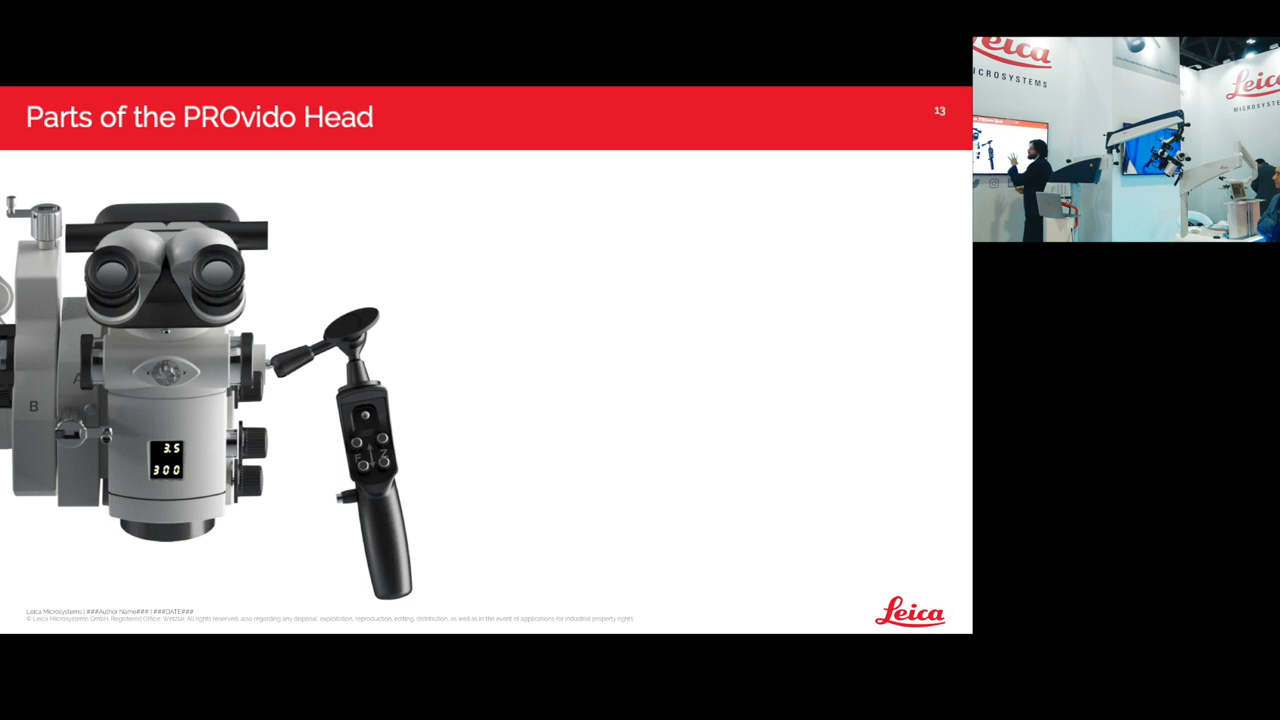 Parts of the PROvido Head
13
B
3.5
300
F
Z
Leica Microsystems | ###Author Name### | ###DATE###
© Leica Microsystems GmbH. Registered Office: Wetzlar. All rights reserved, also regarding any disposal, exploitation, reproduction, editing, distribution, as well as in the event of applications for industrial property rights.
Leica
Leica
MICROSYSTEMS
Leica
MICROSYSTE